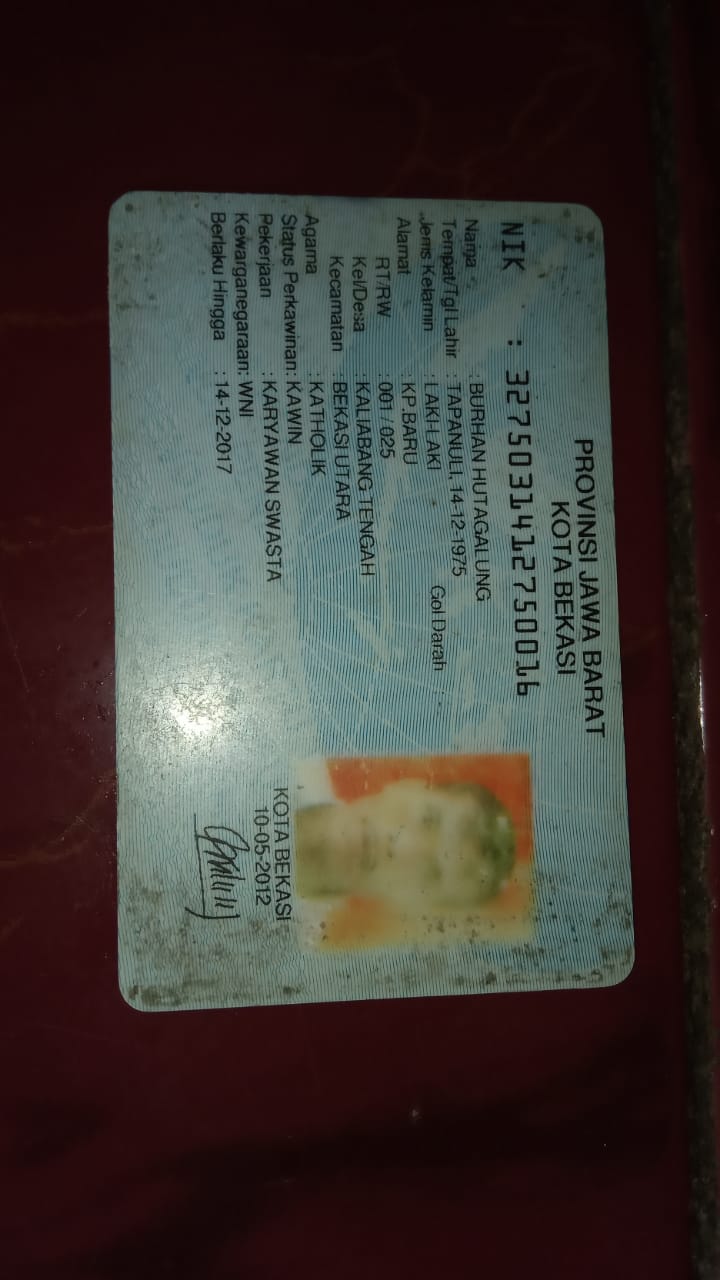 PROVINSI JAWA BARAT
KOTA BEKASI
NIK : 3275031412750016
Nama : BURHAN HUTAGALUNG
Tempat/Tgl Lahir : TAPANULI, 14-12-1975
Jenis Kelamin : LAKI-LAKI Gol Darah :
Alamat : KP.BARU
RT/RW : 001 / 025
Kel/Desa : KALIABANG TENGAH
Kecamatan : BEKASI UTARA
Agama : KATHOLIK
Status Perkawinan: KAWIN
Pekerjaan : KARYAWAN SWASTA
Kewarganegaraan: WNI
Berlaku Hingga : 14-12-2017
KOTA BEKASI
10-05-2012